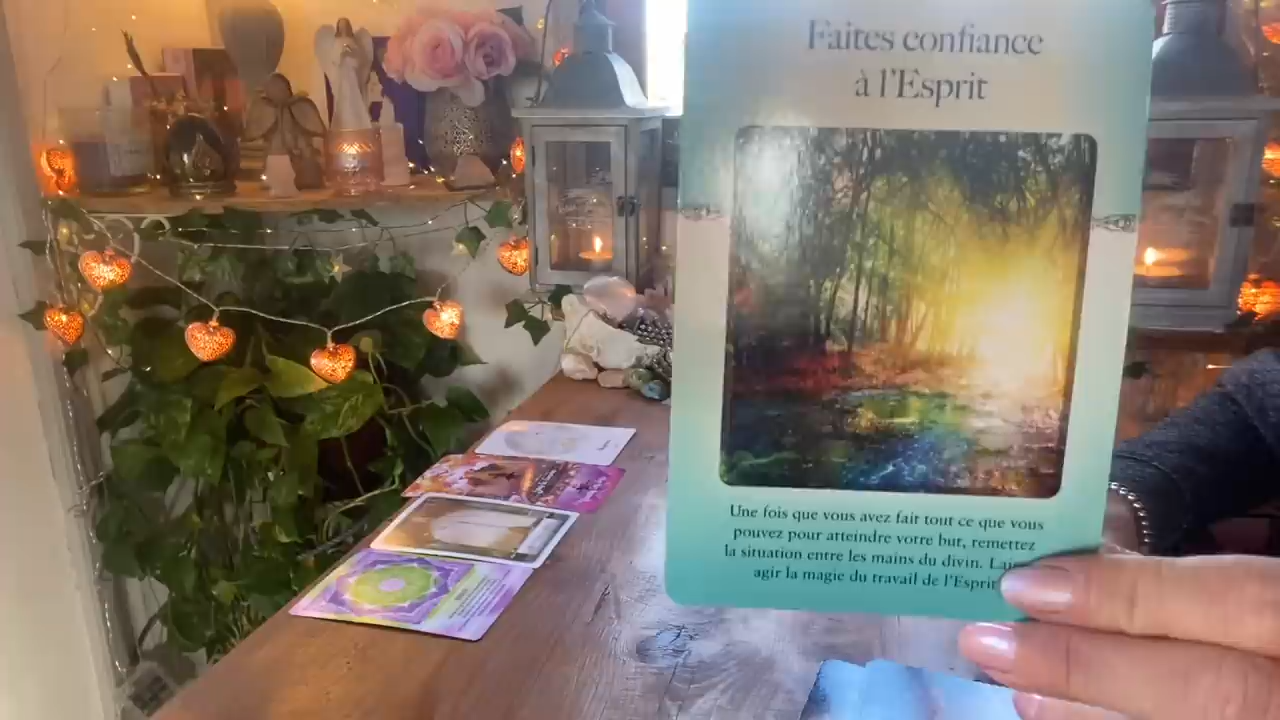 Faites confiance
à l'Esprit
Une fois que vous avez fait tout ce que vous
pouvez pour atteindre votre but, remettez
la situation entre les mains du divin.
agir la magie du travail de l'Esprit